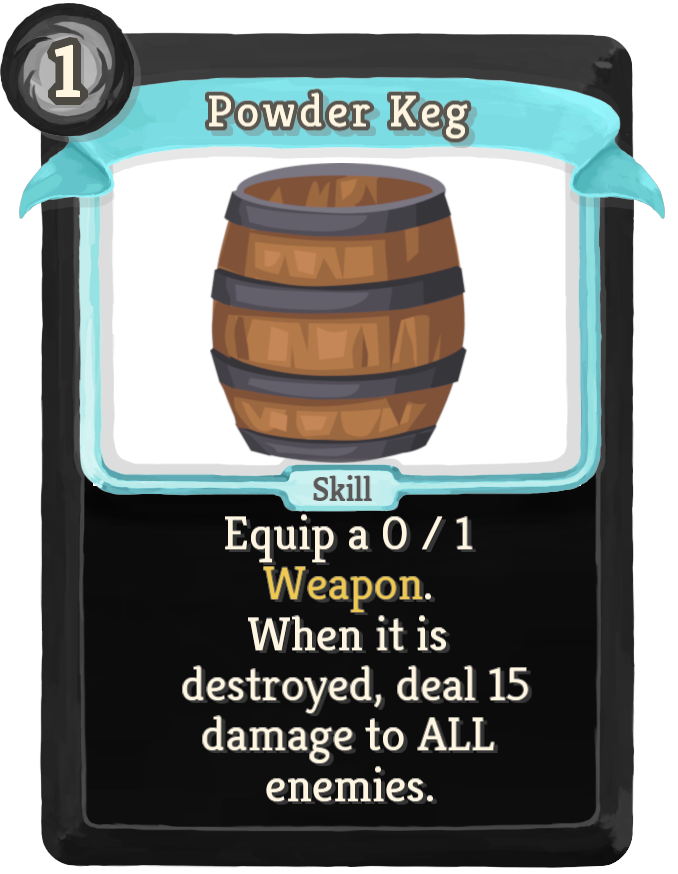 1
Powder Keg
Skill
Equip a 0 / 1
Weapon.
When it is
destroyed, deal 15
damage to ALL
enemies.